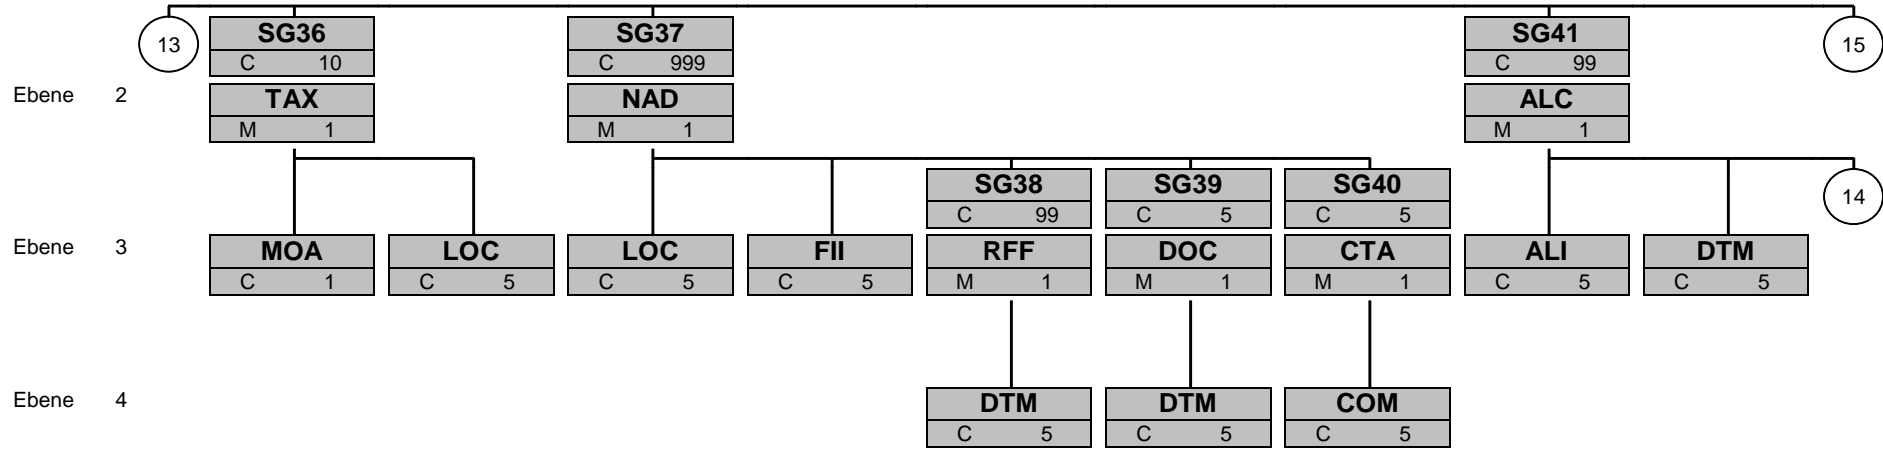 13 SG36 SG37 SG41 15
C 10 C 999 C 99
Ebene 2 TAX NAD ALC
M 1 M 1 M 1
SG38 SG39 SG40 14
C 99 C 5 C 5
Ebene 3 MOA LOC LOC FII RFF DOC CTA ALI DTM
C 1 C 5 C 5 C 5 M 1 M 1 M 1 C 5 C 5
Ebene 4 DTM DTM COM
C 5 C 5 C 5